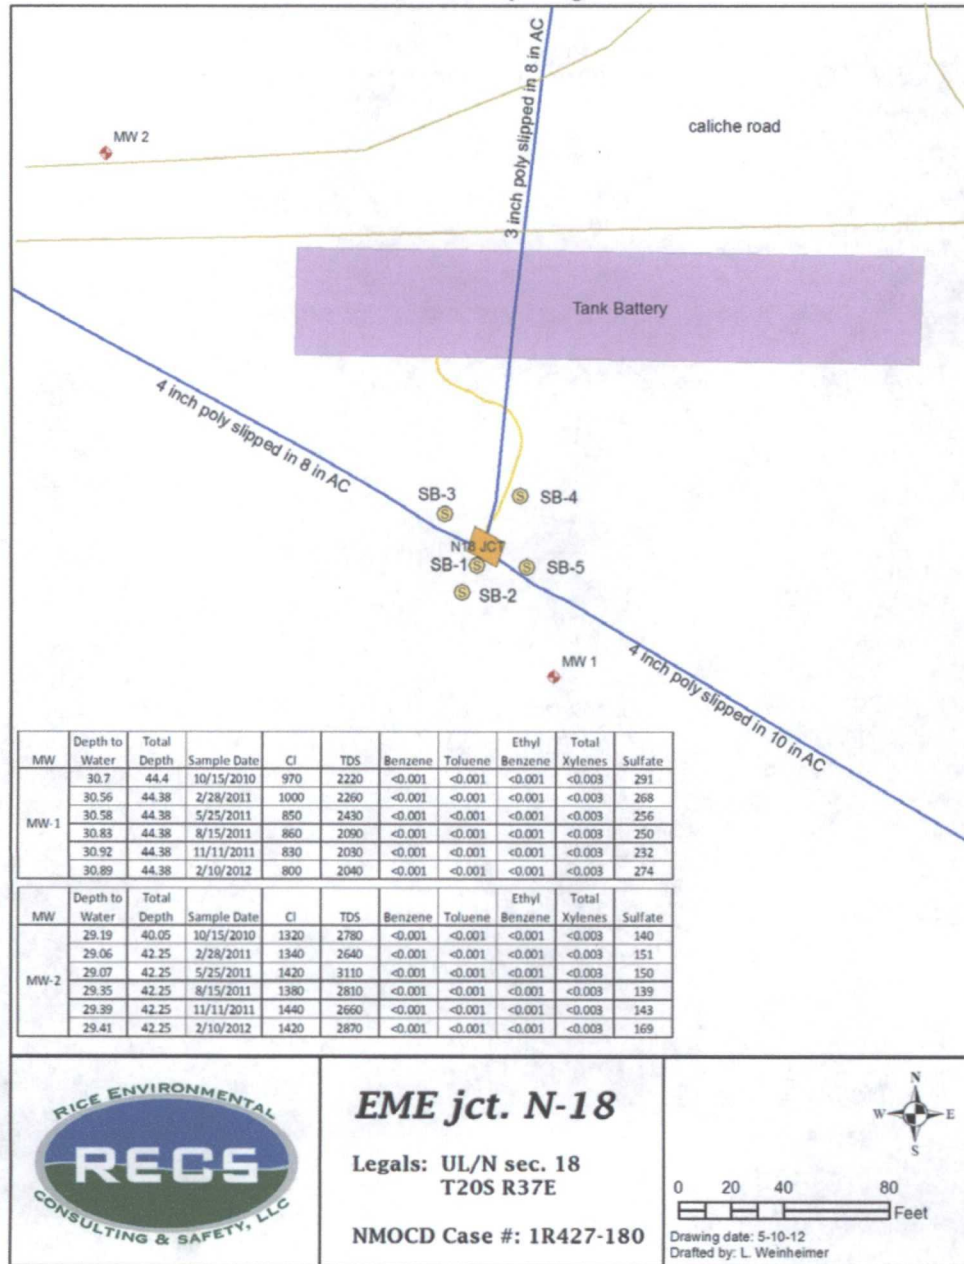 3 inch poly slipped in 8 in AC
MW 2
caliche road
Tank Battery
4 inch poly slipped in 8 in AC
SB-3
S
S
SB-4
N18 JCT
SB-1
S
S
SB-5
S
SB-2
MW 1
4 inch poly slipped in 10 in AC
MW Depth to Water Total Depth Sample Date Cl TDS Benzene Toluene Ethyl Benzene Total Xylenes Sulfate
MW-1
30.7 44.4 10/15/2010 970 2220 <0.001 <0.001 <0.001 <0.003 291
30.56 44.38 2/28/2011 1000 2260 <0.001 <0.001 <0.001 <0.003 268
30.58 44.38 5/25/2011 850 2430 <0.001 <0.001 <0.001 <0.003 256
30.83 44.38 8/15/2011 860 2090 <0.001 <0.001 <0.001 <0.003 250
30.92 44.38 11/11/2011 830 2030 <0.001 <0.001 <0.001 <0.003 232
30.89 44.38 2/10/2012 800 2040 <0.001 <0.001 <0.001 <0.003 274
MW Depth to Water Total Depth Sample Date Cl TDS Benzene Toluene Ethyl Benzene Total Xylenes Sulfate
MW-2
29.19 40.05 10/15/2010 1320 2780 <0.001 <0.001 <0.001 <0.003 140
29.06 42.25 2/28/2011 1340 2640 <0.001 <0.001 <0.001 <0.003 151
29.07 42.25 5/25/2011 1420 3110 <0.001 <0.001 <0.001 <0.003 150
29.35 42.25 8/15/2011 1380 2810 <0.001 <0.001 <0.001 <0.003 139
29.39 42.25 11/11/2011 1440 2660 <0.001 <0.001 <0.001 <0.003 143
29.41 42.25 2/10/2012 1420 2870 <0.001 <0.001 <0.001 <0.003 169
RICE ENVIRONMENTAL
RECS
CONSULTING & SAFETY, LLC
EME jct. N-18
Legals: UL/N sec. 18
T20S R37E
NMOCD Case #: 1R427-180
N
W E
S
0 20 40 80
Feet
Drawing date: 5-10-12
Drafted by: L. Weinheimer